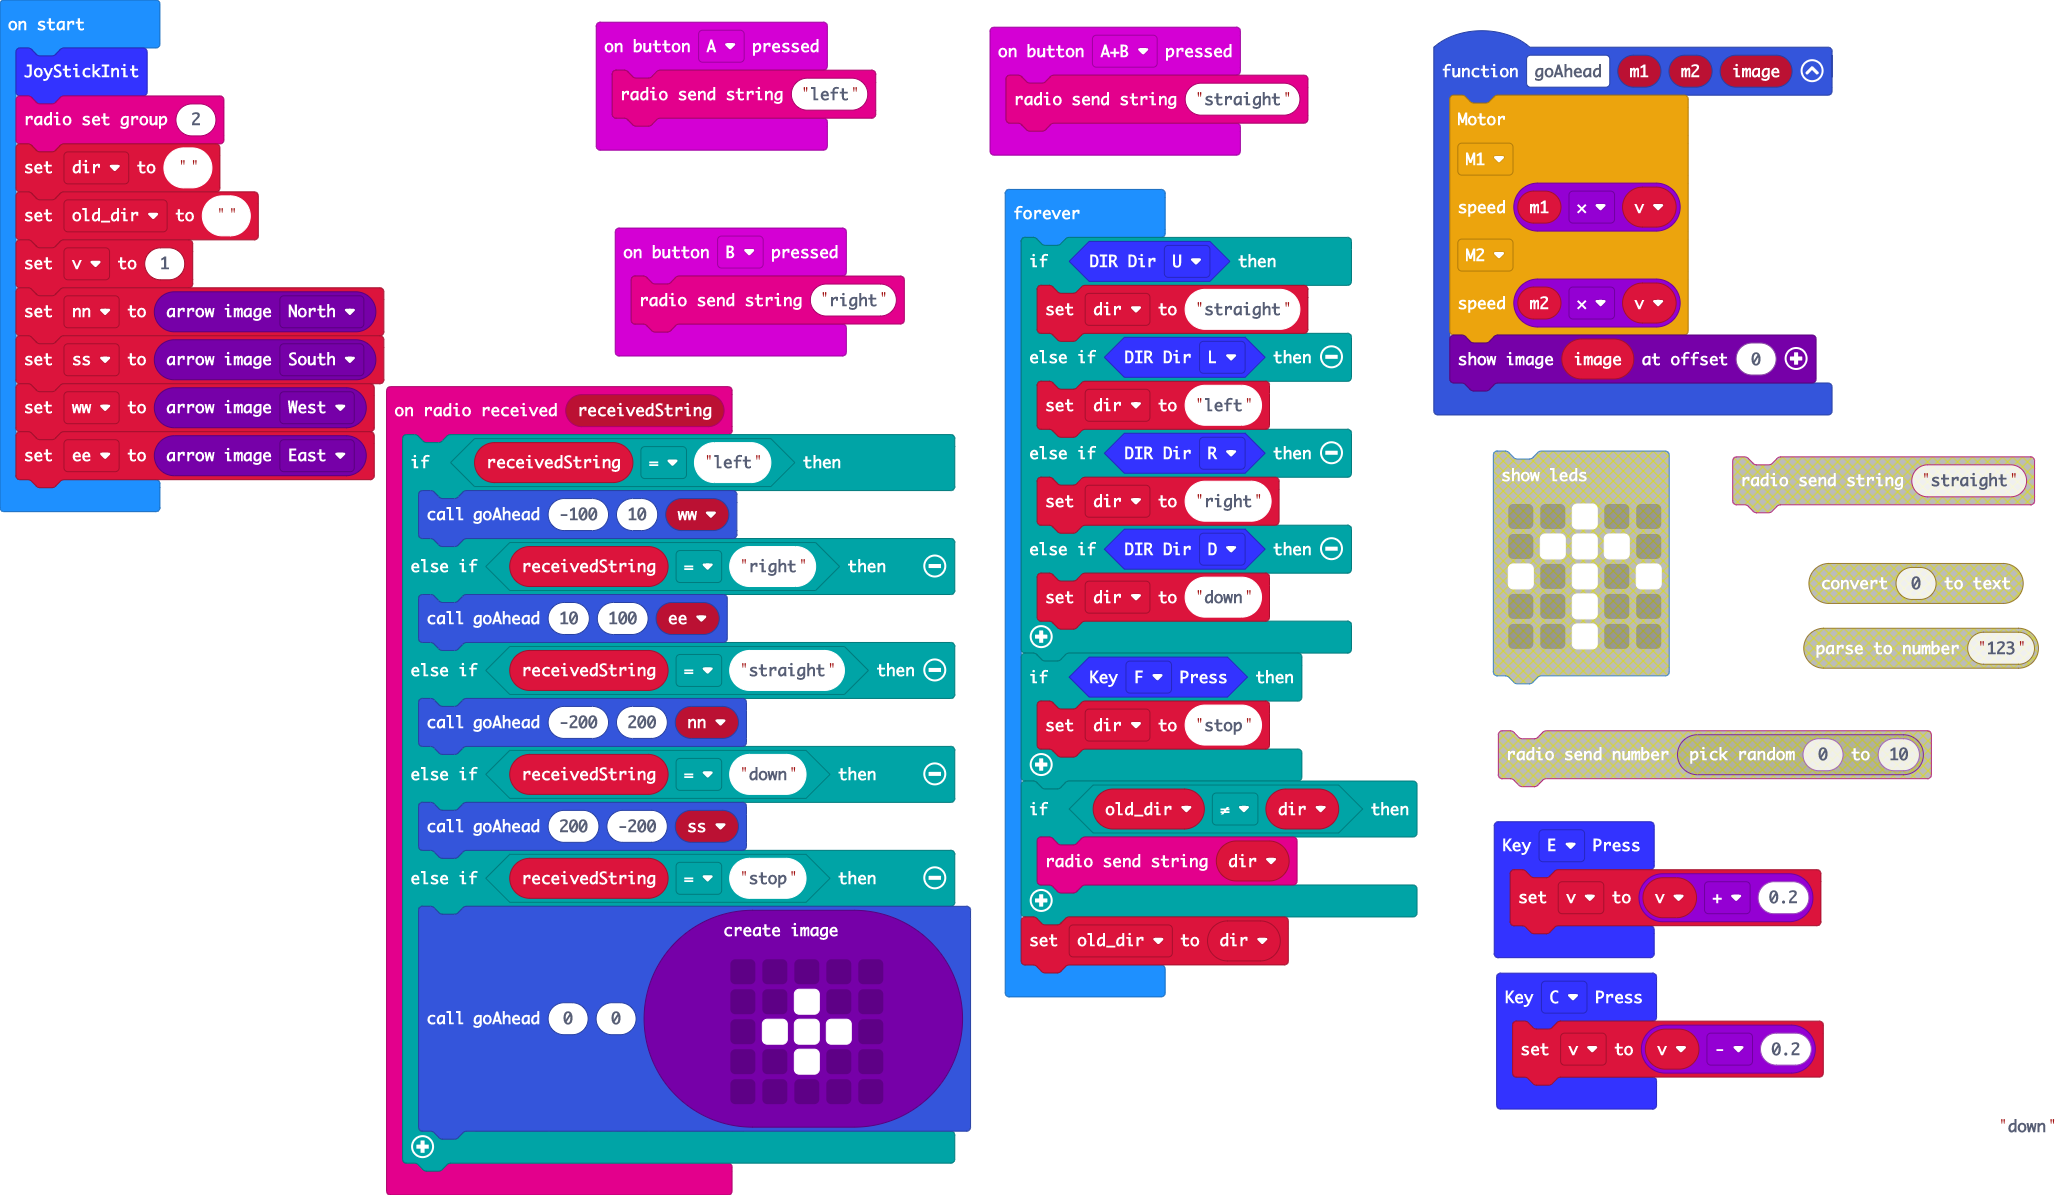 on start
JoyStickInit
radio set group 2
set dir to " "
set old_dir to " "
set v to 1
set nn to arrow image North
set ss to arrow image South
set ww to arrow image West
set ee to arrow image East
on button A pressed
radio send string "left"
on button B pressed
radio send string "right"
on radio received receivedString
if receivedString = "left" then
call goAhead -100 10 ww
else if receivedString = "right" then
call goAhead 10 100 ee
else if receivedString = "straight" then
call goAhead -200 200 nn
else if receivedString = "down" then
call goAhead 200 -200 ss
else if receivedString = "stop" then
create image
call goAhead 0 0
on button A+B pressed
radio send string "straight"
forever
if DIR Dir U then
set dir to "straight"
else if DIR Dir L then
set dir to "left"
else if DIR Dir R then
set dir to "right"
else if DIR Dir D then
set dir to "down"
if Key F Press then
set dir to "stop"
if old_dir ≠ dir then
radio send string dir
set old_dir to dir
function goAhead m1 m2 image
Motor
M1
speed m1 × v
M2
speed m2 × v
show image image at offset 0
show leds
radio send string "straight"
convert 0 to text
parse to number "123"
radio send number pick random 0 to 10
Key E Press
set v to v + 0.2
Key C Press
set v to v - 0.2
"down"